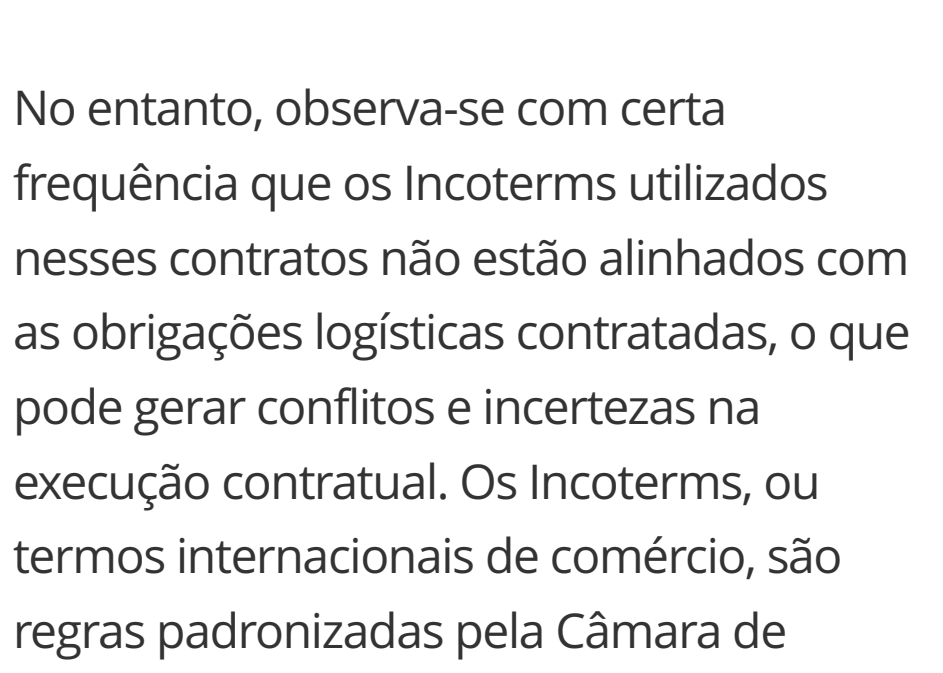 No entanto, observa-se com certa
frequência que os Incoterms utilizados
nesses contratos não estão alinhados com
as obrigações logísticas contratadas, o que
pode gerar conflitos e incertezas na
execução contratual. Os Incoterms, ou
termos internacionais de comércio, são
regras padronizadas pela Câmara de